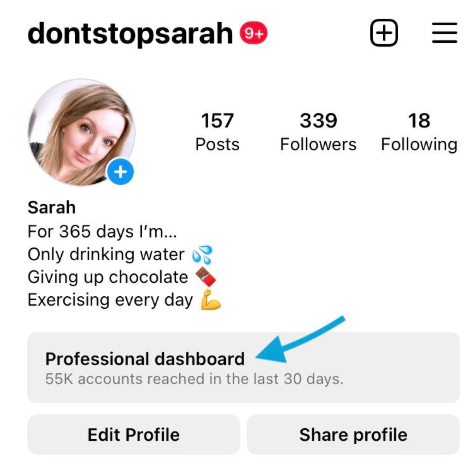 dontstopsarah 9+
157 339 18
Posts Followers Following
Sarah
For 365 days I'm...
Only drinking water 💦
Giving up chocolate 🍫
Exercising every day 💪
Professional dashboard
55K accounts reached in the last 30 days.
Edit Profile Share profile